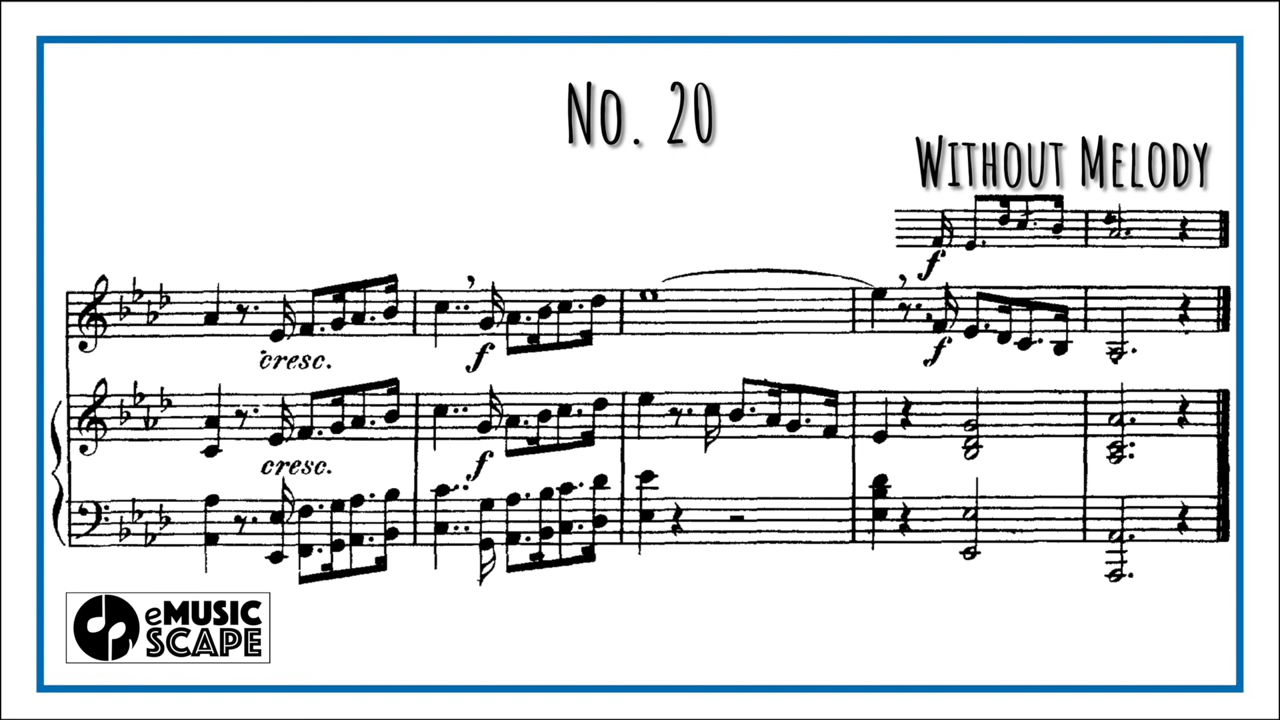 No. 20
WITHOUT MELODY
f
cresc.
f
f
cresc.
f
eMUSIC
SCAPE